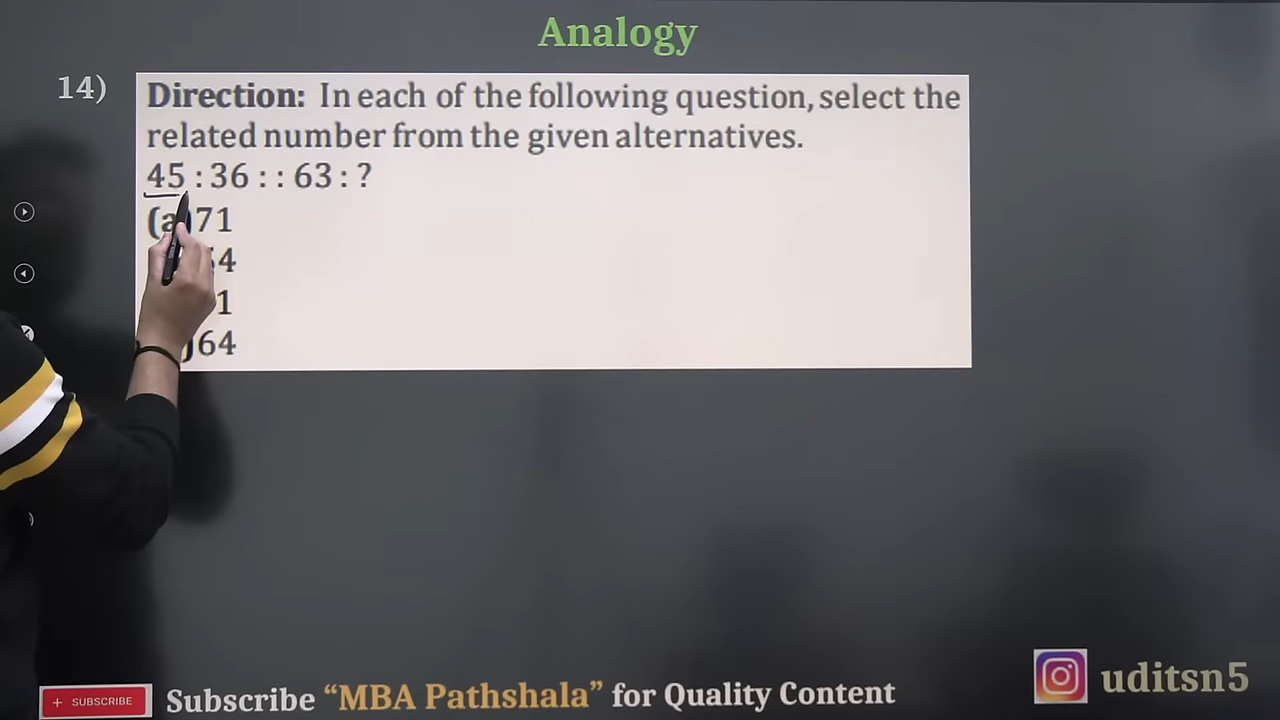 Analogy
14)
Direction: In each of the following question, select the
related number from the given alternatives.
45 : 36 : : 63 : ?
(a)71
4
1
)64
+ SUBSCRIBE
Subscribe “MBA Pathshala” for Quality Content
uditsn5